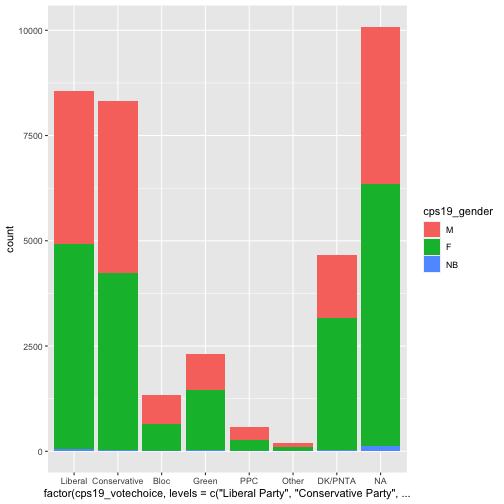 10000
7500
5000
2500
0
count
Liberal Conservative Bloc Green PPC Other DK/PNTA NA
factor(cps19_votechoice, levels = c("Liberal Party", "Conservative Party", ...
cps19_gender
M
F
NB